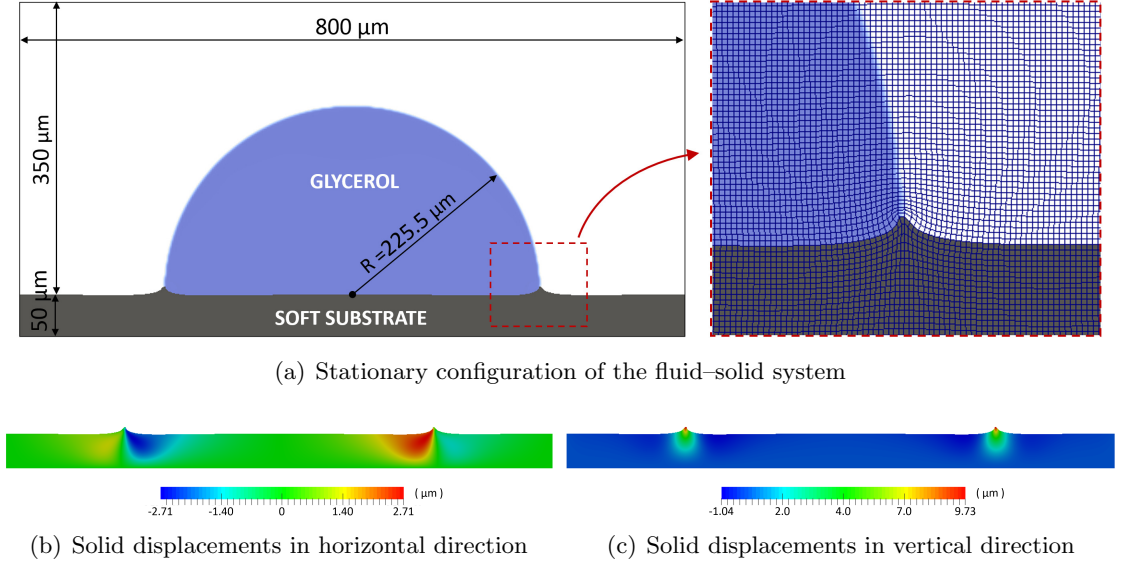 800 μm
350 μm
GLYCEROL
R =225.5 μm
50 μm
SOFT SUBSTRATE
(a) Stationary configuration of the fluid–solid system
-2.71 -1.40 0 1.40 2.71 ( μm )
-1.04 2.0 4.0 7.0 9.73 ( μm )
(b) Solid displacements in horizontal direction
(c) Solid displacements in vertical direction